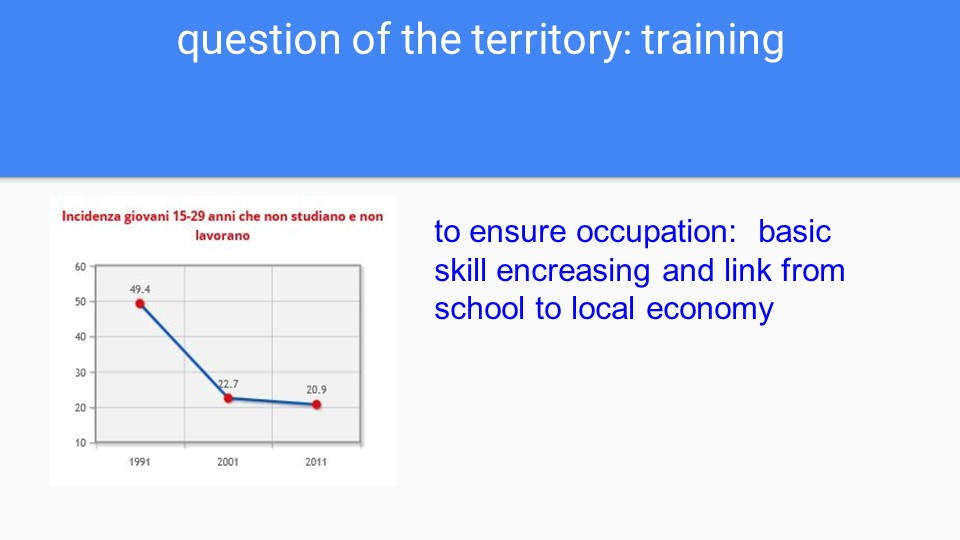 question of the territory: training
Incidenza giovani 15-29 anni che non studiano e non
lavorano
60
50
40
30
20
10
49.4
22.7
20.9
1991 2001 2011
to ensure occupation:  basic
skill encreasing and link from
school to local economy